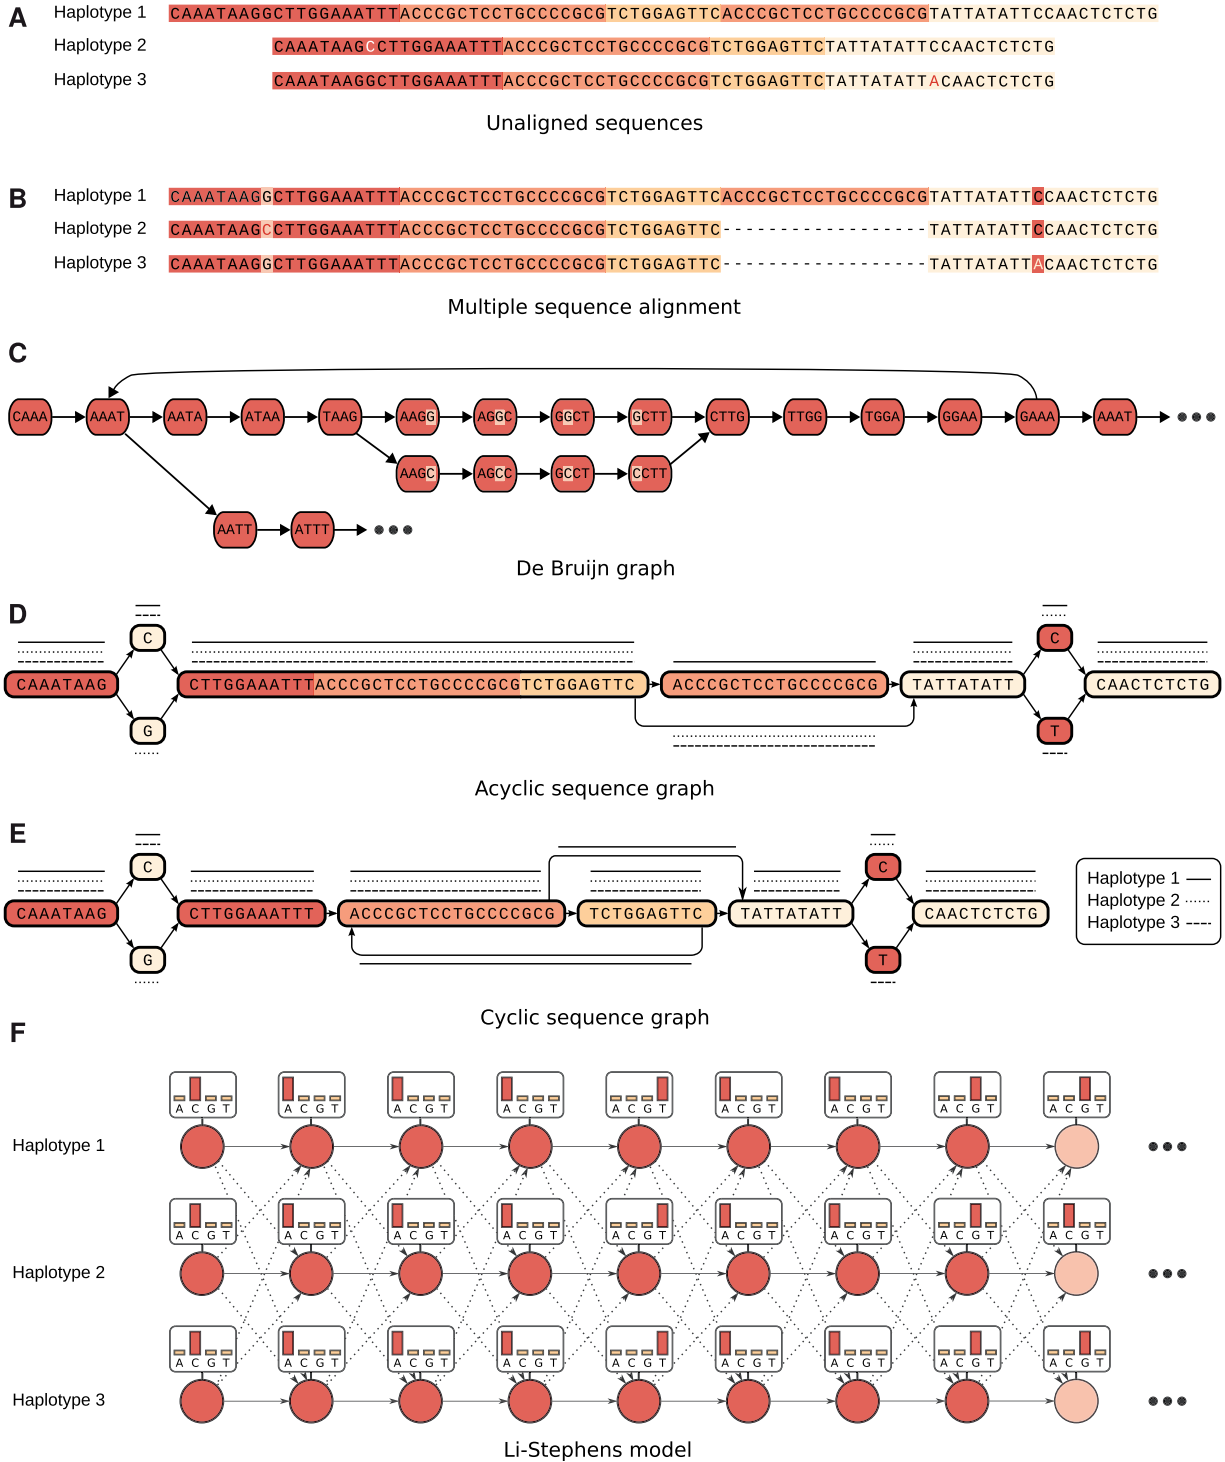 A
Haplotype 1 CAAATAAGGCTTGGAAATTTACCCGCTCCTGCCCCGCGTCTGGAGTTCACCCGCTCCTGCCCCGCGTATTATATTCCAACTCTCTG
Haplotype 2 CAAATAAGCCTTGGAAATTTACCCGCTCCTGCCCCGCGTCTGGAGTTCTATTATATTCCAACTCTCTG
Haplotype 3 CAAATAAGGCTTGGAAATTTACCCGCTCCTGCCCCGCGTCTGGAGTTCTATTATATTACAACTCTCTG
Unaligned sequences
B
Haplotype 1 CAAATAAGGCTTGGAAATTTACCCGCTCCTGCCCCGCGTCTGGAGTTCACCCGCTCCTGCCCCGCGTATTATATTCCAACTCTCTG
Haplotype 2 CAAATAAGCCTTGGAAATTTACCCGCTCCTGCCCCGCGTCTGGAGTTC------------------TATTATATTCCAACTCTCTG
Haplotype 3 CAAATAAGGCTTGGAAATTTACCCGCTCCTGCCCCGCGTCTGGAGTTC------------------TATTATATTACAACTCTCTG
Multiple sequence alignment
C
CAAA AAAT AATA ATAA TAAG AAGG AGGC GGCT GCTT CTTG TTGG TGGA GGAA GAAA AAAT
AAGC AGCC GCCT CCTT
AATT ATTT
De Bruijn graph
D
C C
CAAATAAG CTTGGAAATTTACCCGCTCCTGCCCCGCGTCTGGAGTTC ACCCGCTCCTGCCCCGCG TATTATATT CAACTCTCTG
G T
Acyclic sequence graph
E
C C
CAAATAAG CTTGGAAATTT ACCCGCTCCTGCCCCGCG TCTGGAGTTC TATTATATT CAACTCTCTG
G T
Haplotype 1
Haplotype 2
Haplotype 3
Cyclic sequence graph
F
A C G T A C G T A C G T A C G T A C G T A C G T A C G T A C G T A C G T
Haplotype 1
A C G T A C G T A C G T A C G T A C G T A C G T A C G T A C G T A C G T
Haplotype 2
A C G T A C G T A C G T A C G T A C G T A C G T A C G T A C G T A C G T
Haplotype 3
Li-Stephens model